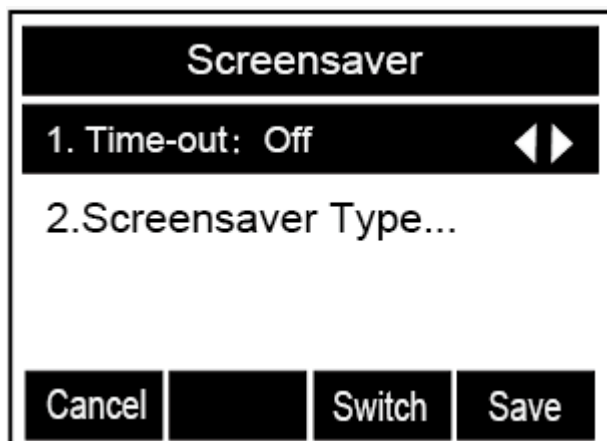 Screensaver
1. Time-out: Off
2.Screensaver Type...
Cancel Switch Save